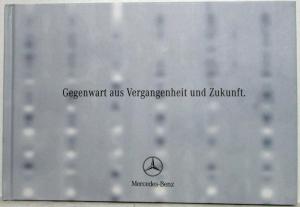 Gegenwart aus Vergangenheit und Zukunft.
Mercedes-Benz